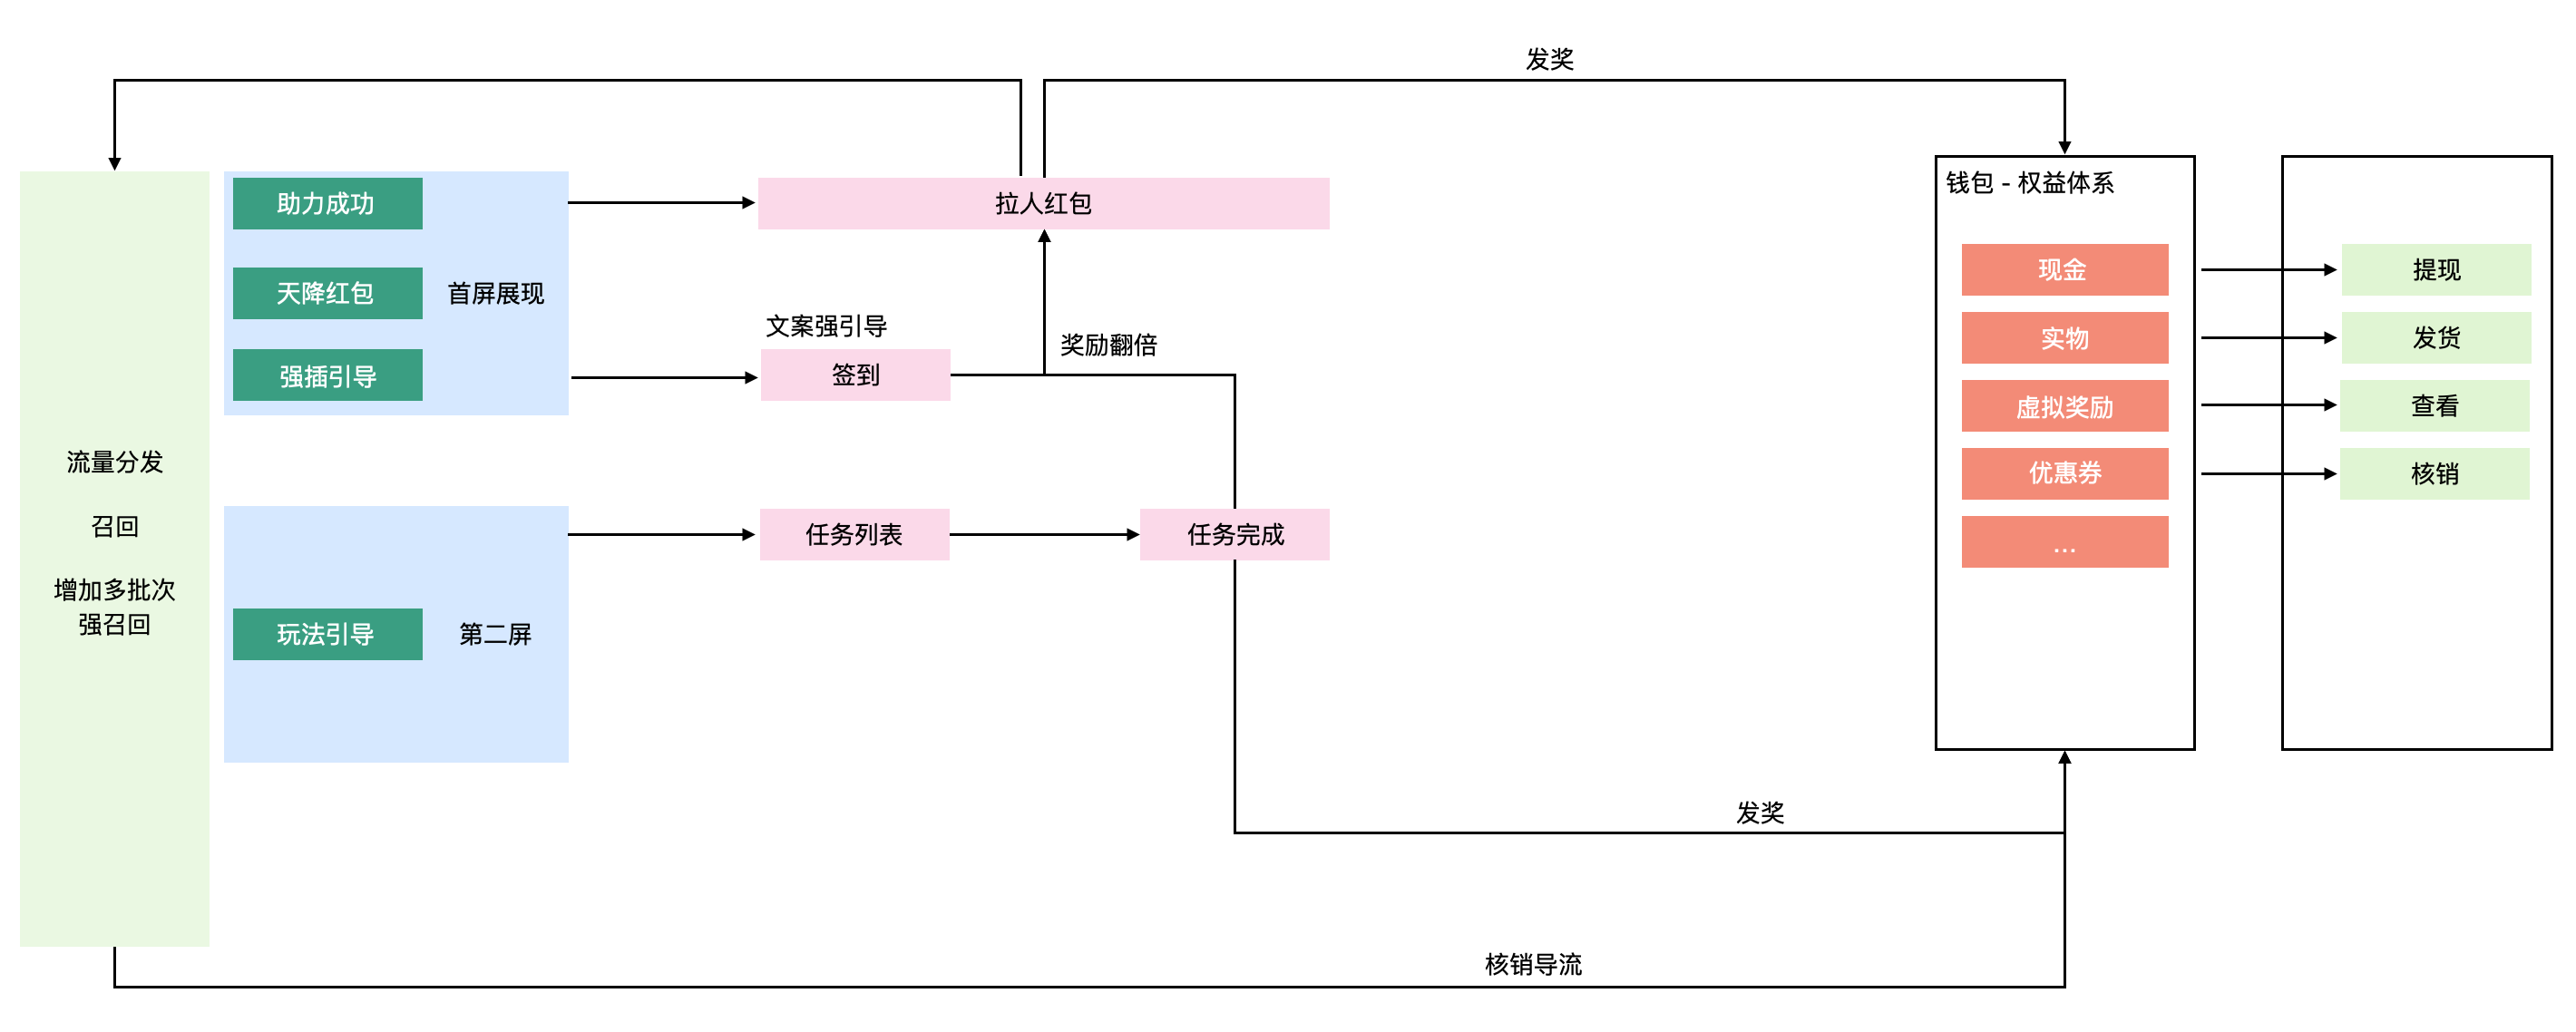 发奖
助力成功
天降红包
首屏展现
强插引导
拉人红包
文案强引导
签到
奖励翻倍
流量分发
召回
增加多批次
强召回
任务列表
任务完成
玩法引导
第二屏
钱包 - 权益体系
现金
实物
虚拟奖励
优惠券
...
提现
发货
查看
核销
发奖
核销导流